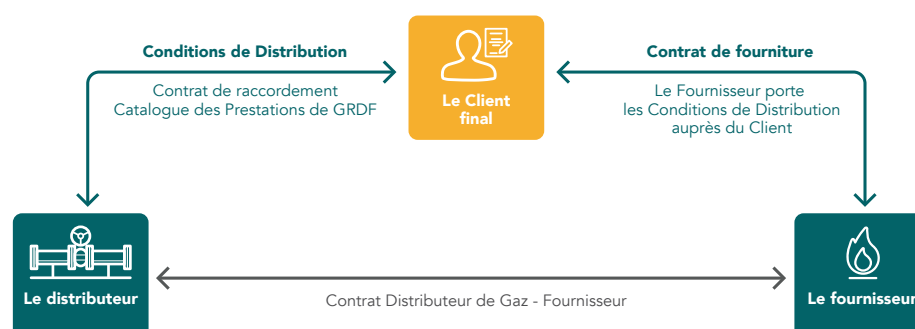 Conditions de Distribution
Contrat de raccordement
Catalogue des Prestations de GRDF
Le Client
final
Contrat de fourniture
Le Fournisseur porte
les Conditions de Distribution
auprès du Client
Le distributeur
Contrat Distributeur de Gaz - Fournisseur
Le fournisseur